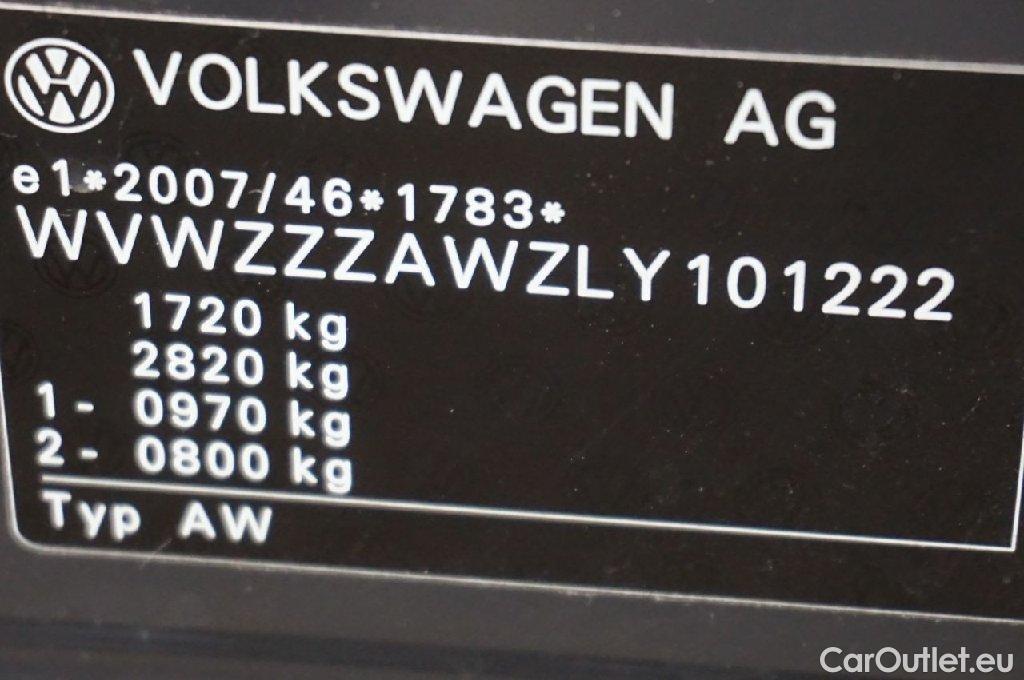 VOLKSWAGEN AG
e1*2007/46*1783*
WVWZZZAWZLY101222
1720 kg
2820 kg
1- 0970 kg
2- 0800 kg
Typ AW
CarOutlet.eu